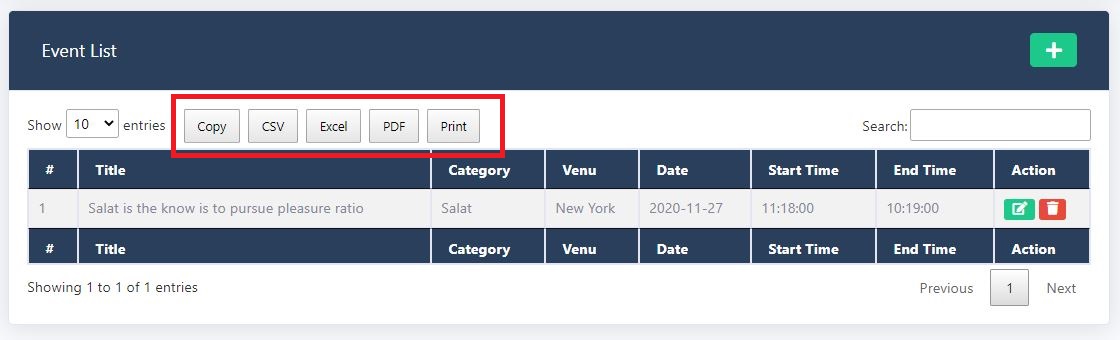 Event List
Show 10 entries Copy CSV Excel PDF Print Search:
# Title Category Venu Date Start Time End Time Action
1 Salat is the know is to pursue pleasure ratio Salat New York 2020-11-27 11:18:00 10:19:00
# Title Category Venu Date Start Time End Time Action
Showing 1 to 1 of 1 entries Previous 1 Next